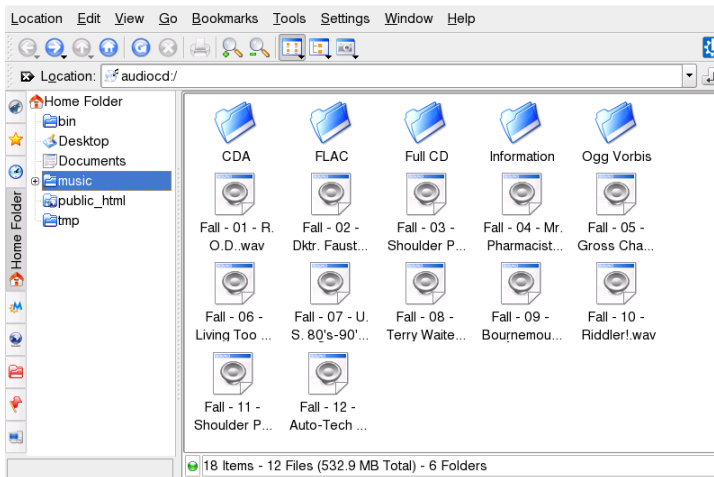 Location Edit View Go Bookmarks Tools Settings Window Help
Location: audiocd:/
Home Folder
Home Folder
bin
Desktop
Documents
music
public_html
tmp
CDA FLAC Full CD Information Ogg Vorbis
Fall - 01 - R. Fall - 02 - Fall - 03 - Fall - 04 - Mr. Fall - 05 -
O.D..wav Dktr. Faust... Shoulder P... Pharmacist... Gross Cha...
Fall - 06 - Fall - 07 - U. Fall - 08 - Fall - 09 - Fall - 10 -
Living Too ... S. 80's-90'... Terry Waite... Bournemou... Riddler!.wav
Fall - 11 - Fall - 12 -
Shoulder P... Auto-Tech ...
18 Items - 12 Files (532.9 MB Total) - 6 Folders